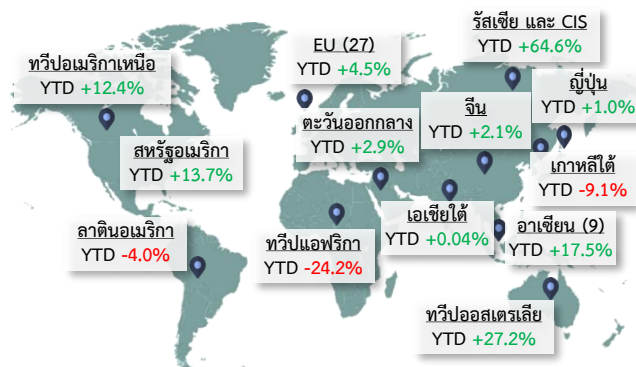 รัสเซีย และ CIS
YTD +64.6%
EU (27)
YTD +4.5%
ทวีปอเมริกาเหนือ
YTD +12.4%
ญี่ปุ่น
YTD +1.0%
จีน
YTD +2.1%
ตะวันออกกลาง
YTD +2.9%
สหรัฐอเมริกา
YTD +13.7%
เกาหลีใต้
YTD -9.1%
ลาตินอเมริกา
YTD -4.0%
ทวีปแอฟริกา
YTD -24.2%
เอเชียใต้
YTD +0.04%
อาเซียน (9)
YTD +17.5%
ทวีปออสเตรเลีย
YTD +27.2%